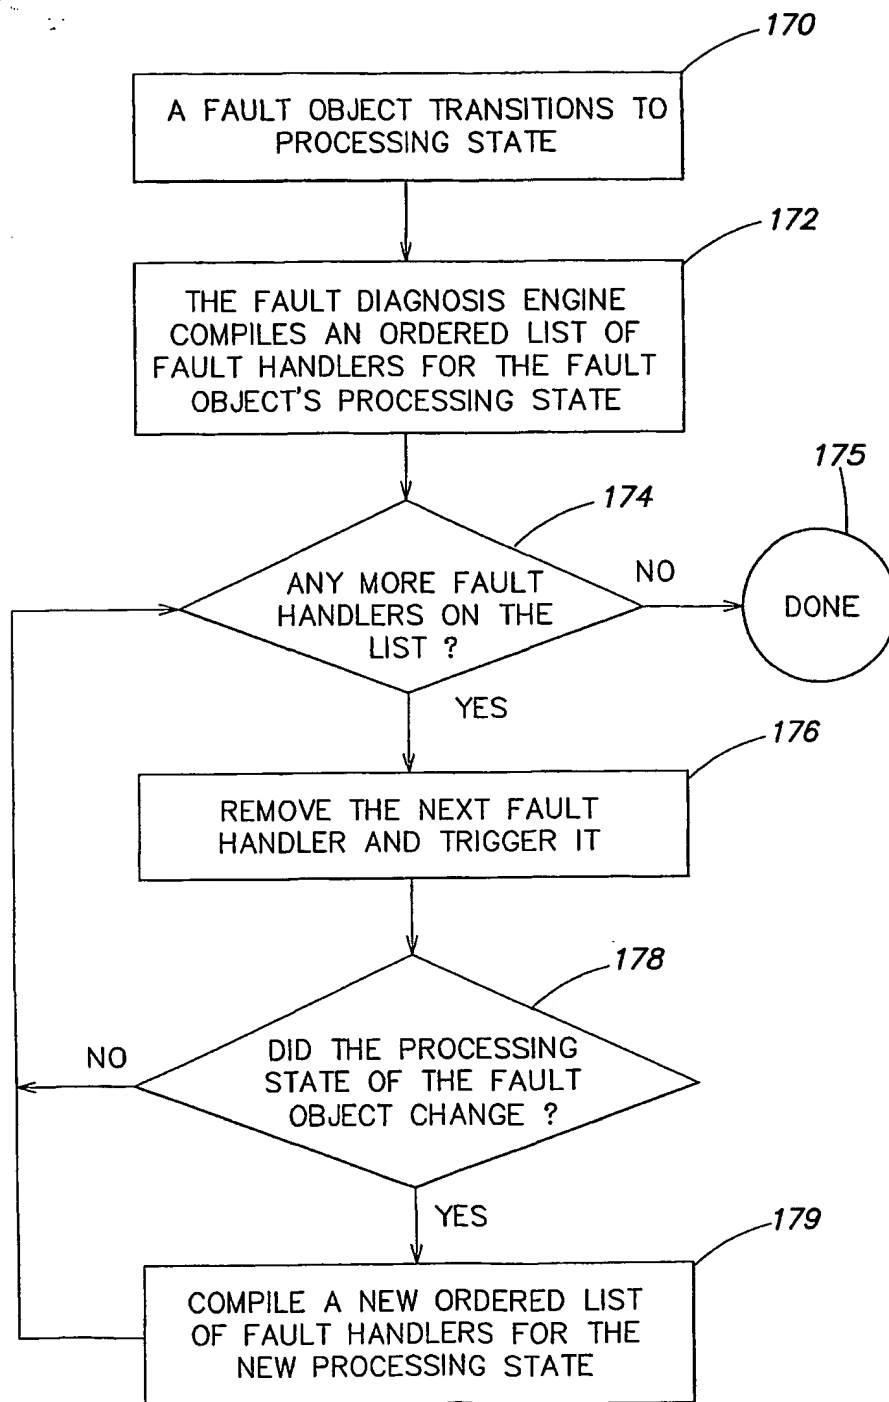 170
A FAULT OBJECT TRANSITIONS TO
PROCESSING STATE
172
THE FAULT DIAGNOSIS ENGINE
COMPILES AN ORDERED LIST OF
FAULT HANDLERS FOR THE FAULT
OBJECT'S PROCESSING STATE
174
175
ANY MORE FAULT
HANDLERS ON THE
LIST ?
NO
DONE
YES
176
REMOVE THE NEXT FAULT
HANDLER AND TRIGGER IT
178
DID THE PROCESSING
STATE OF THE FAULT
OBJECT CHANGE ?
NO
YES
179
COMPILE A NEW ORDERED LIST
OF FAULT HANDLERS FOR THE
NEW PROCESSING STATE